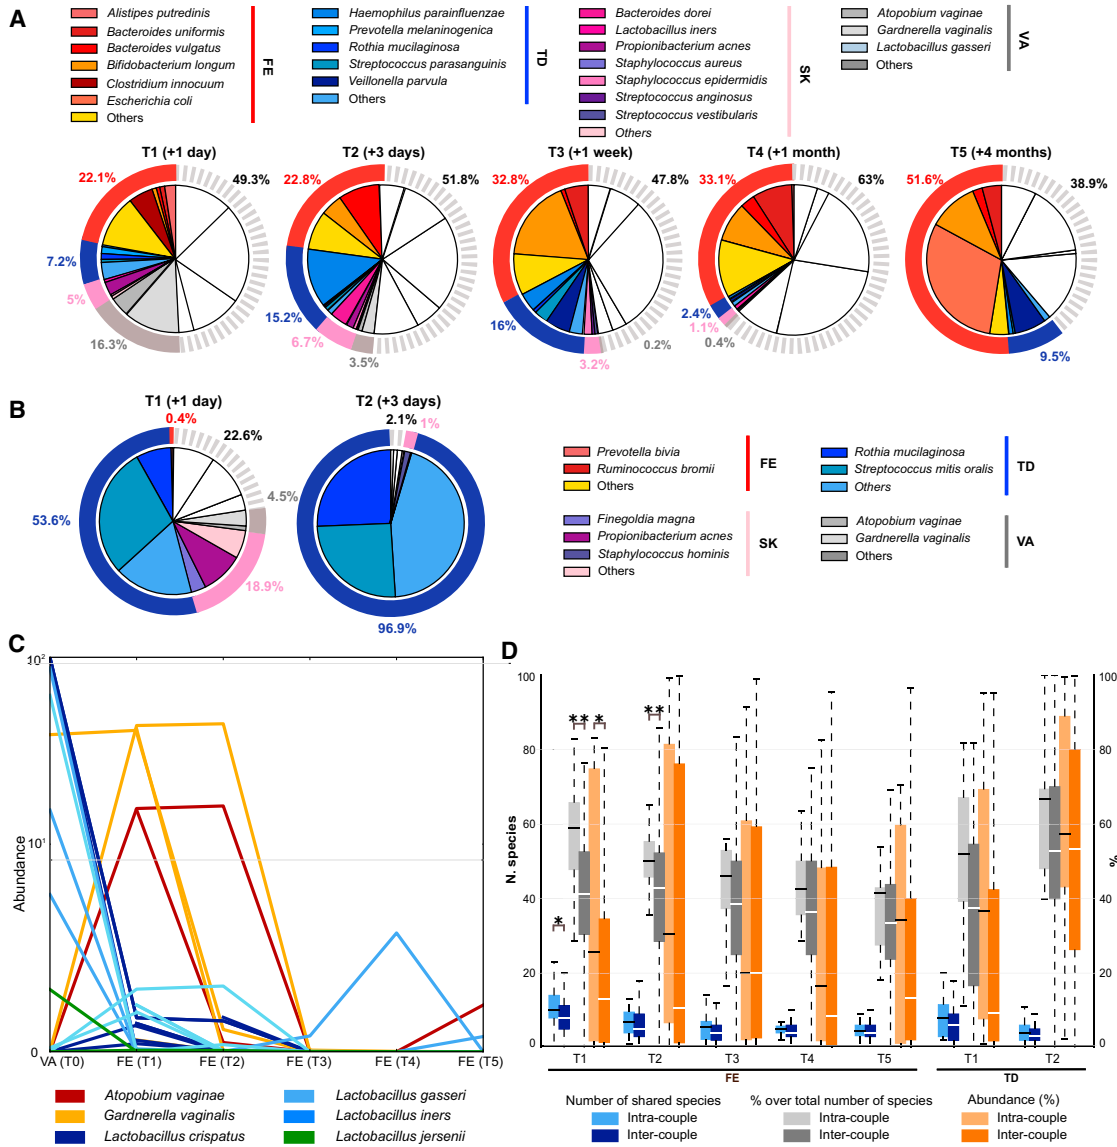 A
Alistipes putredinis
Bacteroides uniformis
Bacteroides vulgatus
Bifidobacterium longum
Clostridium innocuum
Escherichia coli
Others
FE
Haemophilus parainfluenzae
Prevotella melaninogenica
Rothia mucilaginosa
Streptococcus parasanguinis
Veillonella parvula
Others
TD
Bacteroides dorei
Lactobacillus iners
Propionibacterium acnes
Staphylococcus aureus
Staphylococcus epidermidis
Streptococcus anginosus
Streptococcus vestibularis
Others
SK
Atopobium vaginae
Gardnerella vaginalis
Lactobacillus gasseri
Others
VA
T1 (+1 day)
22.1%
49.3%
7.2%
5%
16.3%
T2 (+3 days)
22.8%
51.8%
15.2%
6.7%
3.5%
T3 (+1 week)
32.8%
47.8%
16%
3.2%
0.2%
T4 (+1 month)
33.1%
63%
2.4%
1.1%
0.4%
T5 (+4 months)
51.6%
38.9%
9.5%
B
T1 (+1 day)
0.4%
22.6%
4.5%
53.6%
18.9%
T2 (+3 days)
2.1%
1%
96.9%
Prevotella bivia
Ruminococcus bromii
Others
FE
Rothia mucilaginosa
Streptococcus mitis oralis
Others
TD
Finegoldia magna
Propionibacterium acnes
Staphylococcus hominis
Others
SK
Atopobium vaginae
Gardnerella vaginalis
Others
VA
C
10²
10¹
0
Abundance
VA (T0)
FE (T1)
FE (T2)
FE (T3)
FE (T4)
FE (T5)
Atopobium vaginae
Gardnerella vaginalis
Lactobacillus crispatus
Lactobacillus gasseri
Lactobacillus iners
Lactobacillus jersenii
D
100
80
60
40
20
0
N. species
100
80
60
40
20
0
%
*
**
*
**
T1
T2
T3
T4
T5
T1
T2
FE
TD
Number of shared species
Intra-couple
Inter-couple
% over total number of species
Intra-couple
Inter-couple
Abundance (%)
Intra-couple
Inter-couple